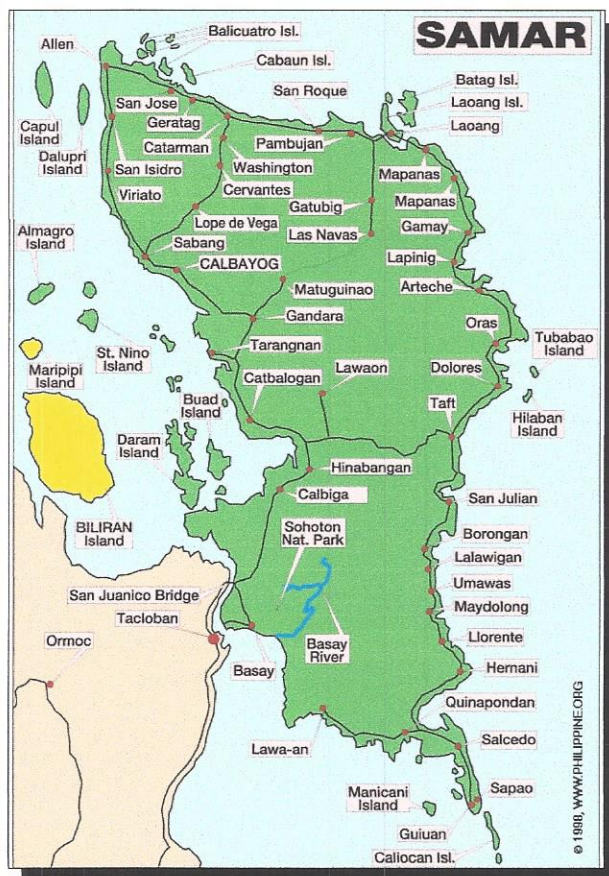 SAMAR
Balicuatro Isl.
Allen
Cabaun Isl.
San Roque
Batag Isl.
Laoang Isl.
Laoang
San Jose
Geratag
Capul
Island
Dalupri
Island
Catarman
Pambujan
San Isidro
Washington
Mapanas
Viriato
Cervantes
Gatubig
Mapanas
Almagro
Island
Lope de Vega
Las Navas
Gamay
Sabang
CALBAYOG
Lapinig
Matuguinao
Arteche
Gandara
Oras
Tubabao
Island
St. Nino
Island
Tarangnan
Maripipi
Island
Catbalogan
Lawaon
Dolores
Buad
Island
Taft
Hilaban
Island
Daram
Island
Hinabangan
Calbiga
San Julian
BILIRAN
Island
Sohoton
Nat. Park
Borongan
Lalawigan
San Juanico Bridge
Umawas
Tacloban
Maydolong
Ormoc
Basay
Basay
River
Llorente
Hernani
Quinapondan
Lawa-an
Salcedo
Manicani
Island
Sapao
Guiuan
Caliocan Isl.
© 1998, WWW.PHILIPPINE.ORG